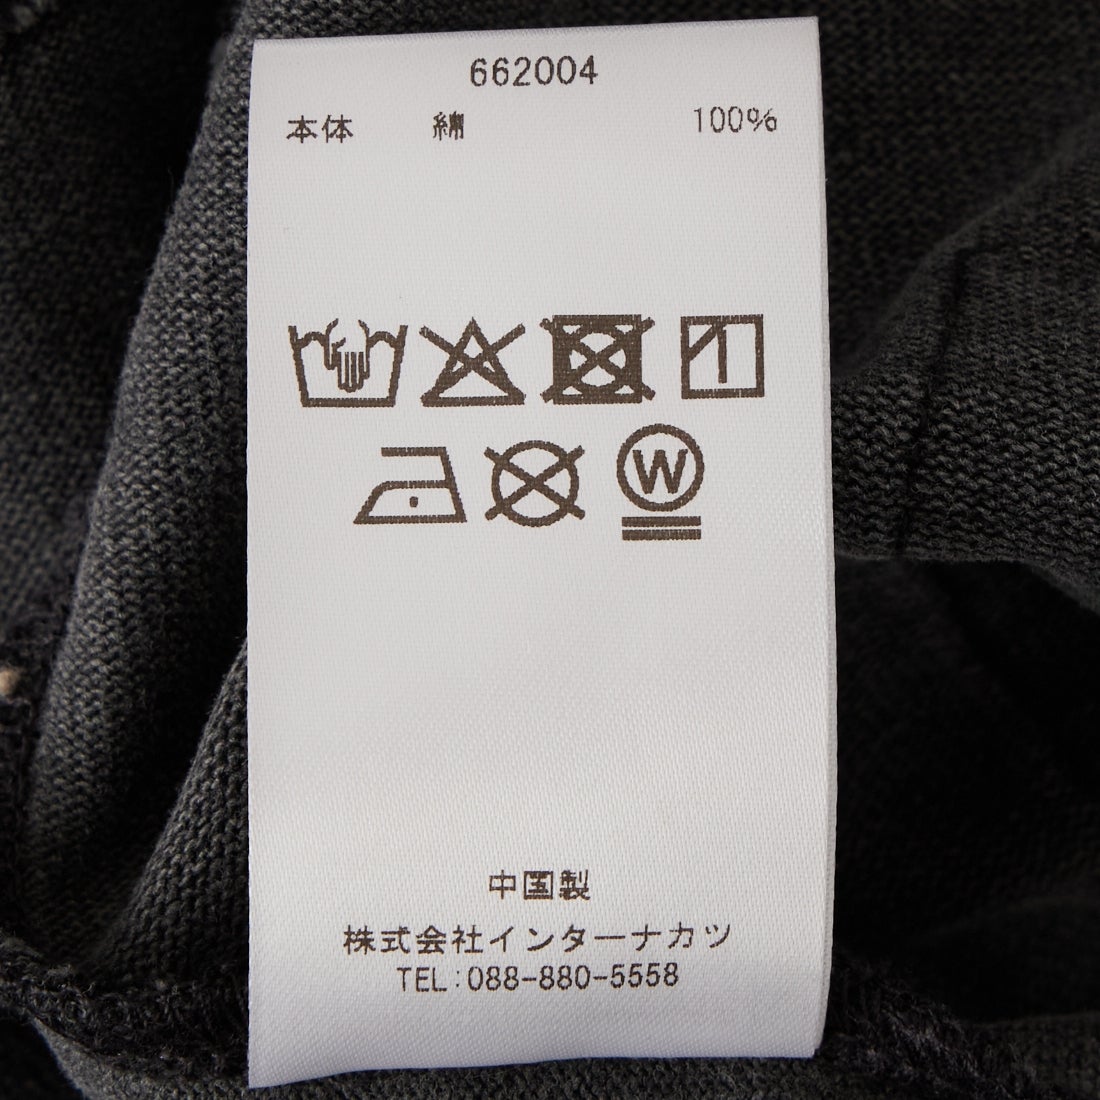 662004
本体 綿 100%
W
中国製
株式会社インターナカツ
TEL:088-880-5558